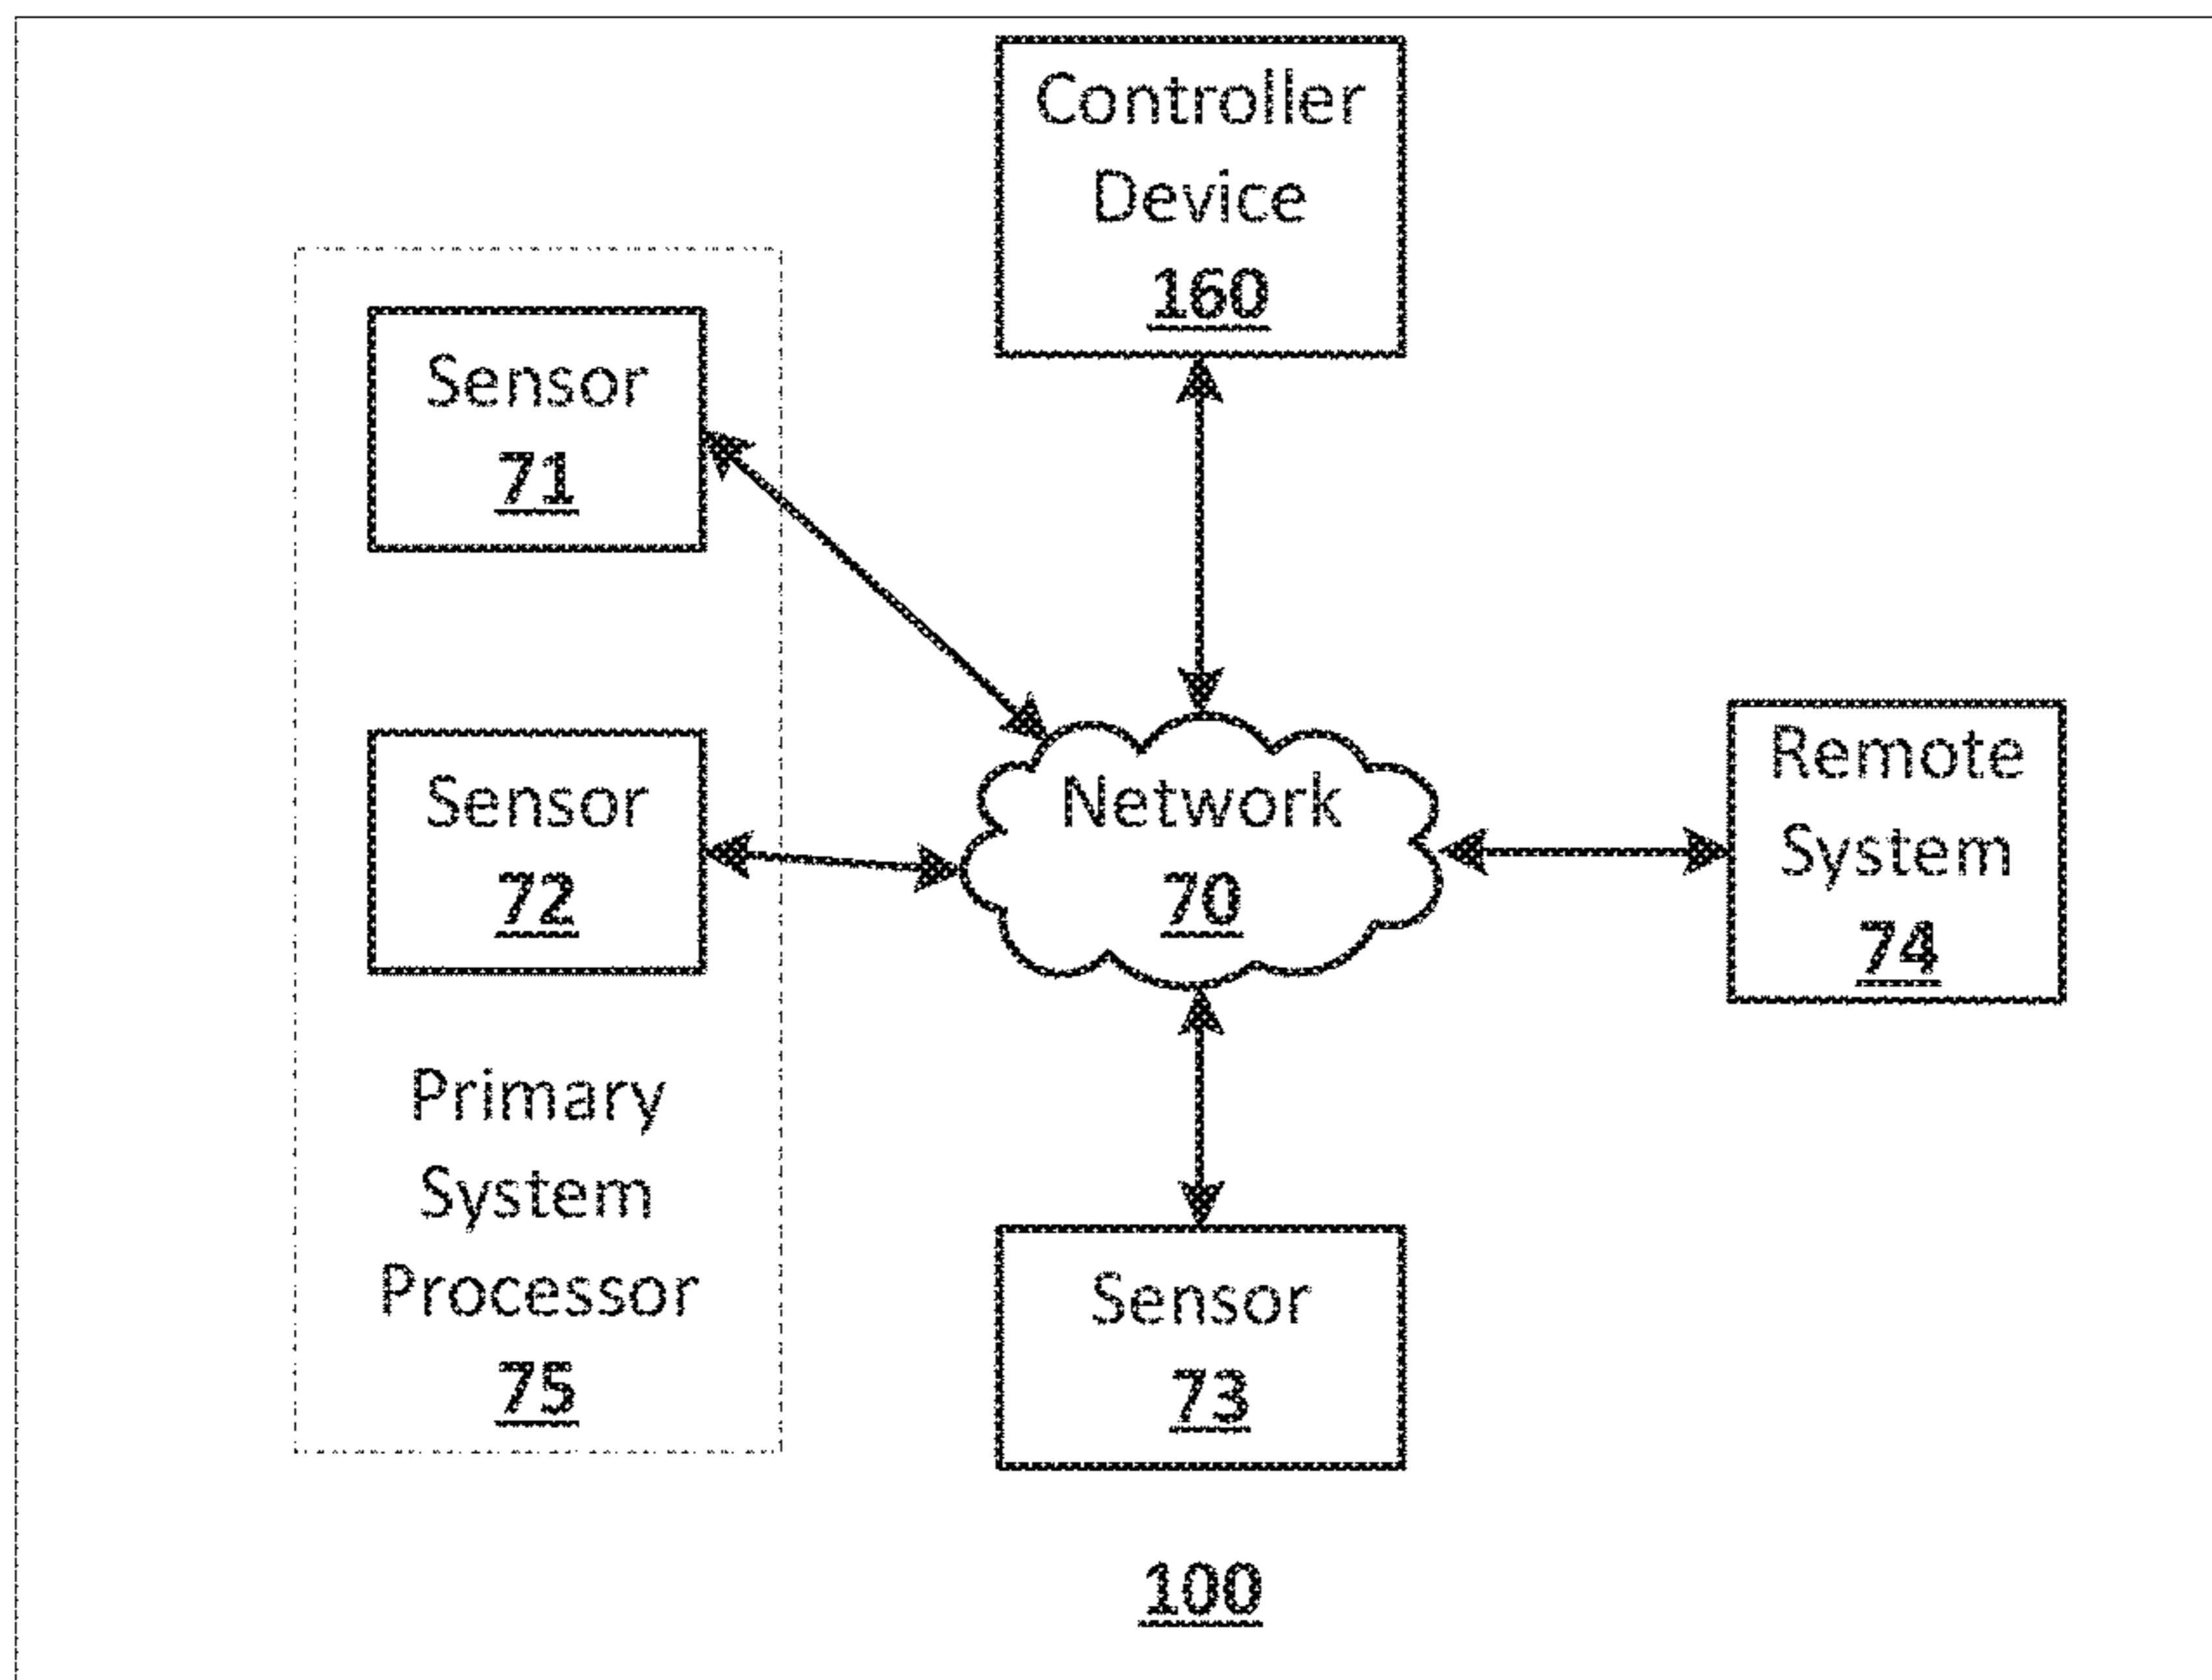 Controller
Device
160
Sensor
71
Sensor
72
Primary
System
Processor
75
Network
70
Remote
System
74
Sensor
73
100